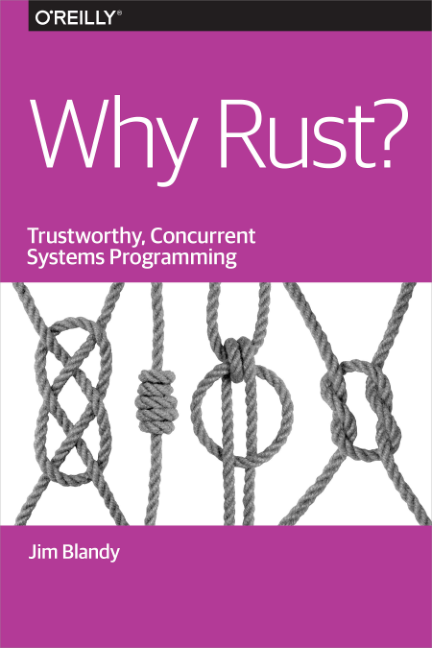 O'REILLY®
Why Rust?
Trustworthy, Concurrent
Systems Programming
Jim Blandy